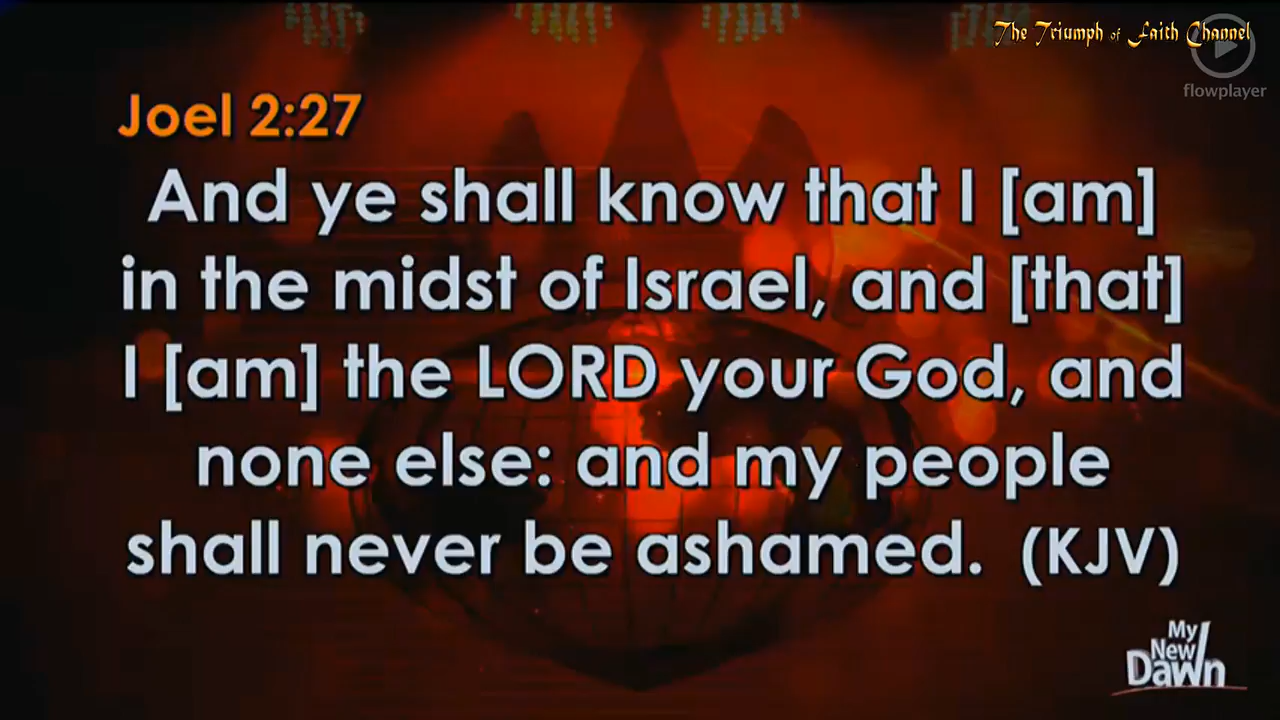 The Triumph of Faith Channel
flowplayer
Joel 2:27
And ye shall know that I [am]
in the midst of Israel, and [that]
I [am] the LORD your God, and
none else: and my people
shall never be ashamed. (KJV)
My
New
Dawn